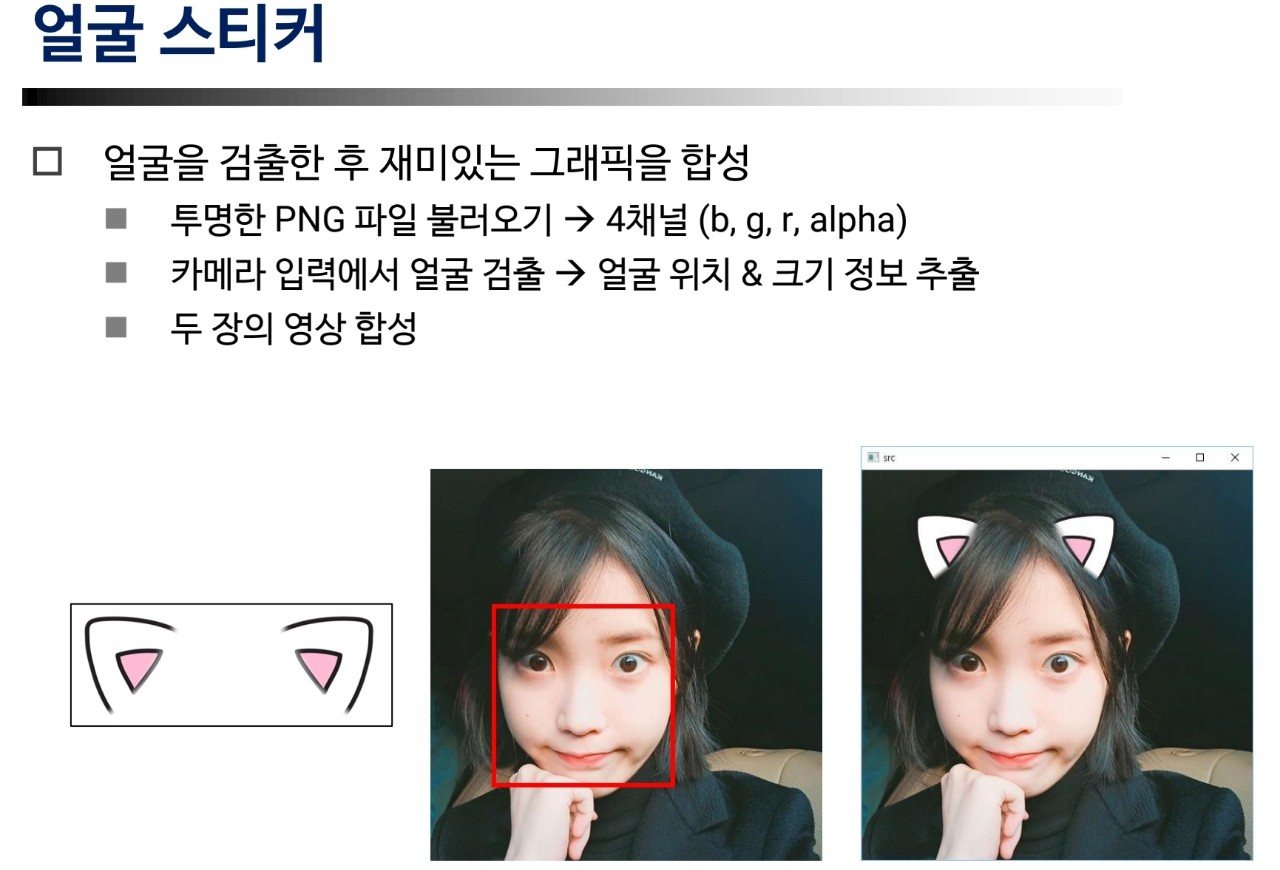 얼굴 스티커
얼굴을 검출한 후 재미있는 그래픽을 합성
투명한 PNG 파일 불러오기 → 4채널 (b, g, r, alpha)
카메라 입력에서 얼굴 검출 → 얼굴 위치 & 크기 정보 추출
두 장의 영상 합성
src